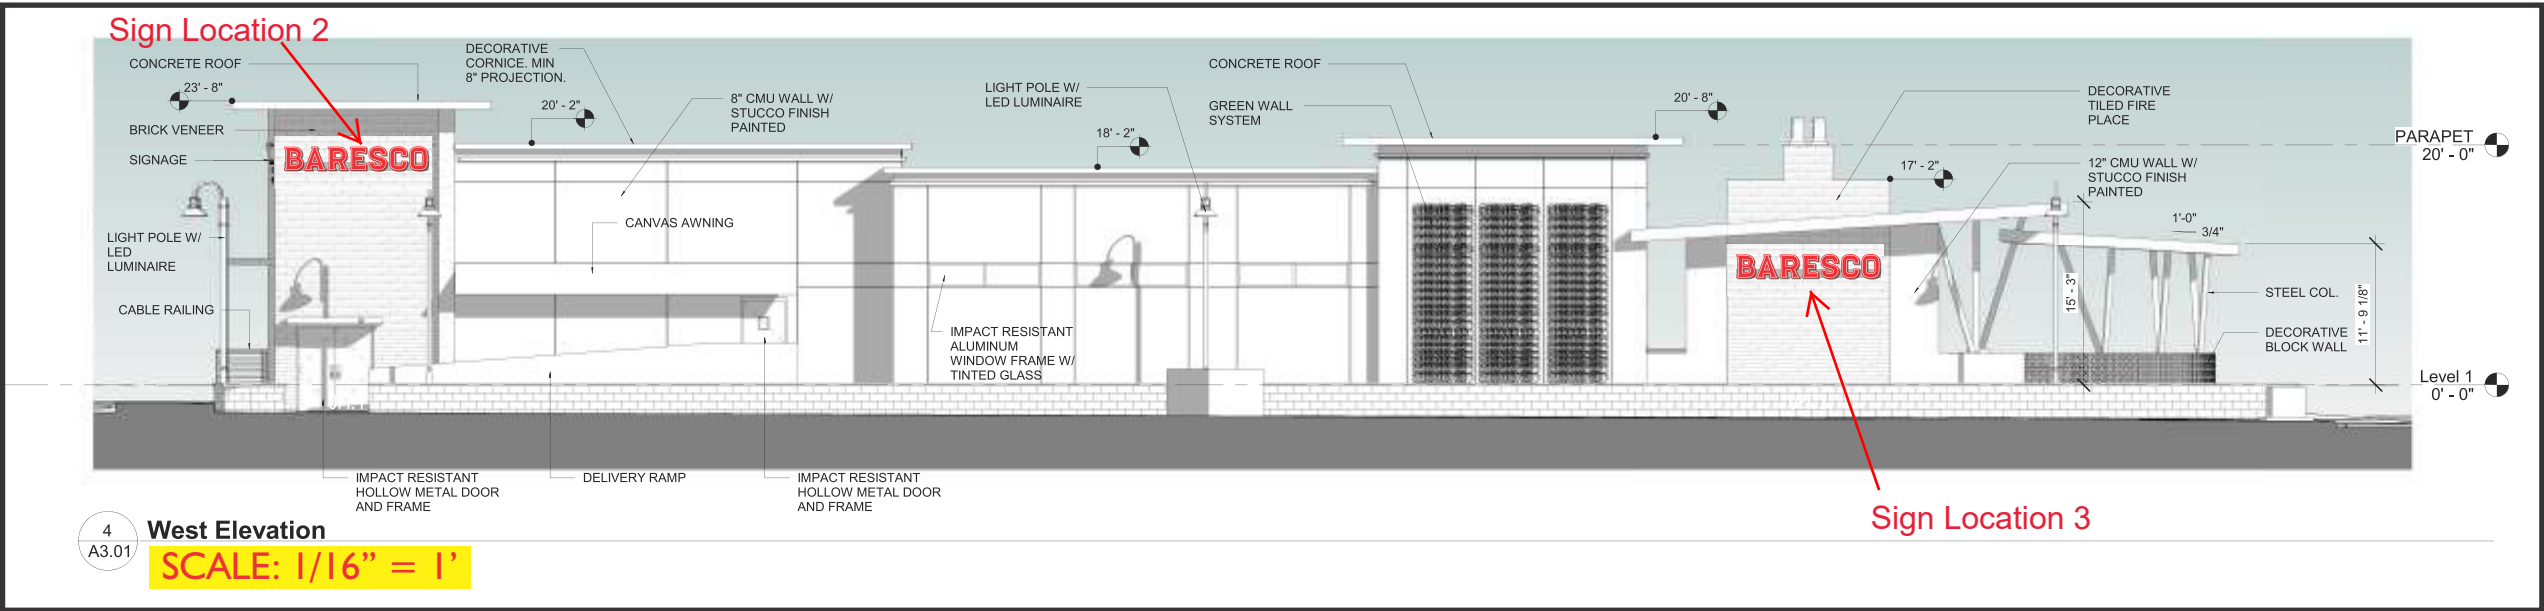 Sign Location 2
CONCRETE ROOF
23' - 8"
BRICK VENEER
SIGNAGE
BARESCO
LIGHT POLE W/
LED
LUMINAIRE
CABLE RAILING
DECORATIVE
CORNICE. MIN
8" PROJECTION.
20' - 2"
8" CMU WALL W/
STUCCO FINISH
PAINTED
CANVAS AWNING
LIGHT POLE W/
LED LUMINAIRE
18' - 2"
IMPACT RESISTANT
ALUMINUM
WINDOW FRAME W/
TINTED GLASS
CONCRETE ROOF
GREEN WALL
SYSTEM
20' - 8"
17' - 2"
BARESCO
DECORATIVE
TILED FIRE
PLACE
12" CMU WALL W/
STUCCO FINISH
PAINTED
1'-0"
3/4"
15' - 3"
11' - 9 1/8"
STEEL COL.
DECORATIVE
BLOCK WALL
PARAPET
20' - 0"
Level 1
0' - 0"
IMPACT RESISTANT
HOLLOW METAL DOOR
AND FRAME
DELIVERY RAMP
IMPACT RESISTANT
HOLLOW METAL DOOR
AND FRAME
Sign Location 3
4
A3.01
West Elevation
SCALE: 1/16” = 1’